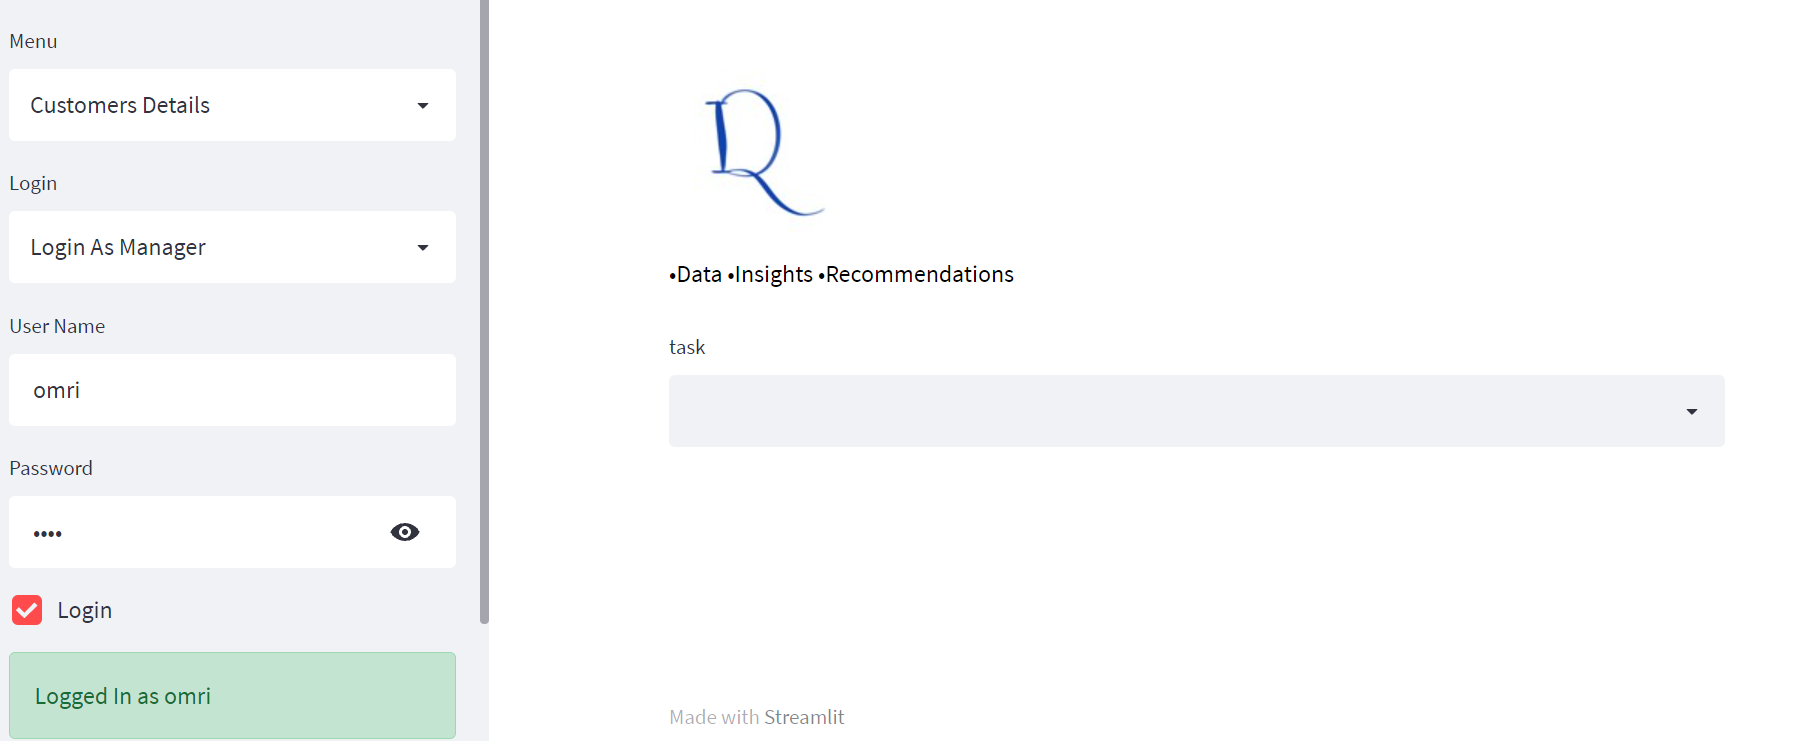 Menu
Customers Details
Login
Login As Manager
User Name
omri
Password
••••
Login
Logged In as omri
•Data •Insights •Recommendations
task
Made with Streamlit